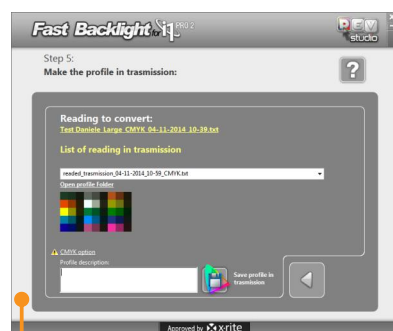 Fast Backlight for i1 PRO 2
DEV studio
Step 5:
Make the profile in trasmission:
?
Reading to convert:
Test Daniele Large CMYK 04-11-2014 10-39.txt
List of reading in trasmission
readed_trasmission_04-11-2014_10-59_CMYK.txt
Open profile Folder
CMYK option
Profile description:
Save profile in
trasmission
Approved by x-rite